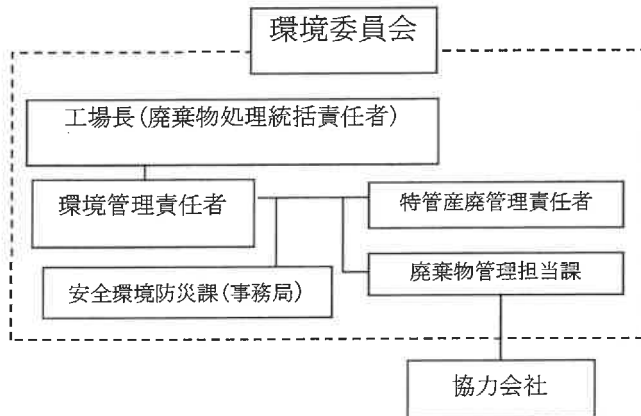 環境委員会
工場長(廃棄物処理統括責任者)
環境管理責任者
特管産廃管理責任者
安全環境防災課(事務局)
廃棄物管理担当課
協力会社